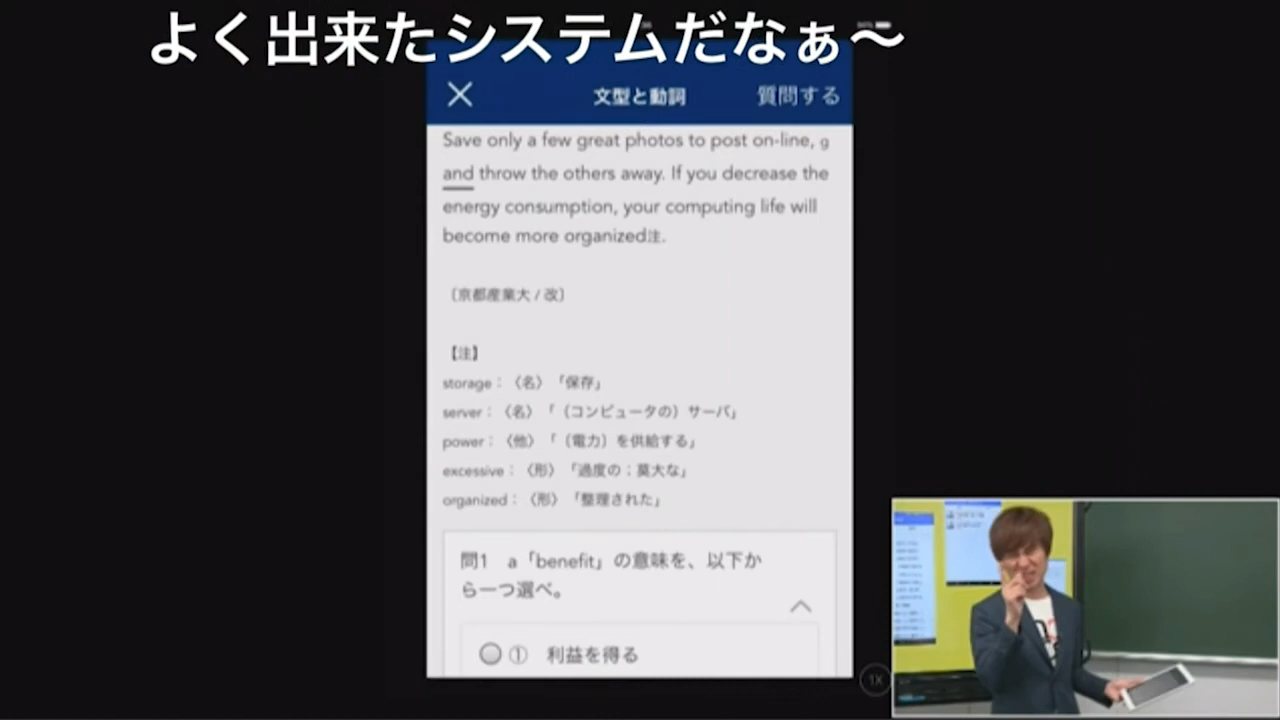 よく出来たシステムだなぁ〜
文型と動詞
質問する
Save only a few great photos to post on-line, g
and throw the others away. If you decrease the
energy consumption, your computing life will
become more organized注.
〔京都産業大 / 改〕
【注】
storage：〈名〉「保存」
server：〈名〉「（コンピュータの）サーバ」
power：〈他〉「（電力）を供給する」
excessive：〈形〉「過度の；莫大な」
organized：〈形〉「整理された」
問1　a「benefit」の意味を、以下か
ら一つ選べ。
① 利益を得る
1X